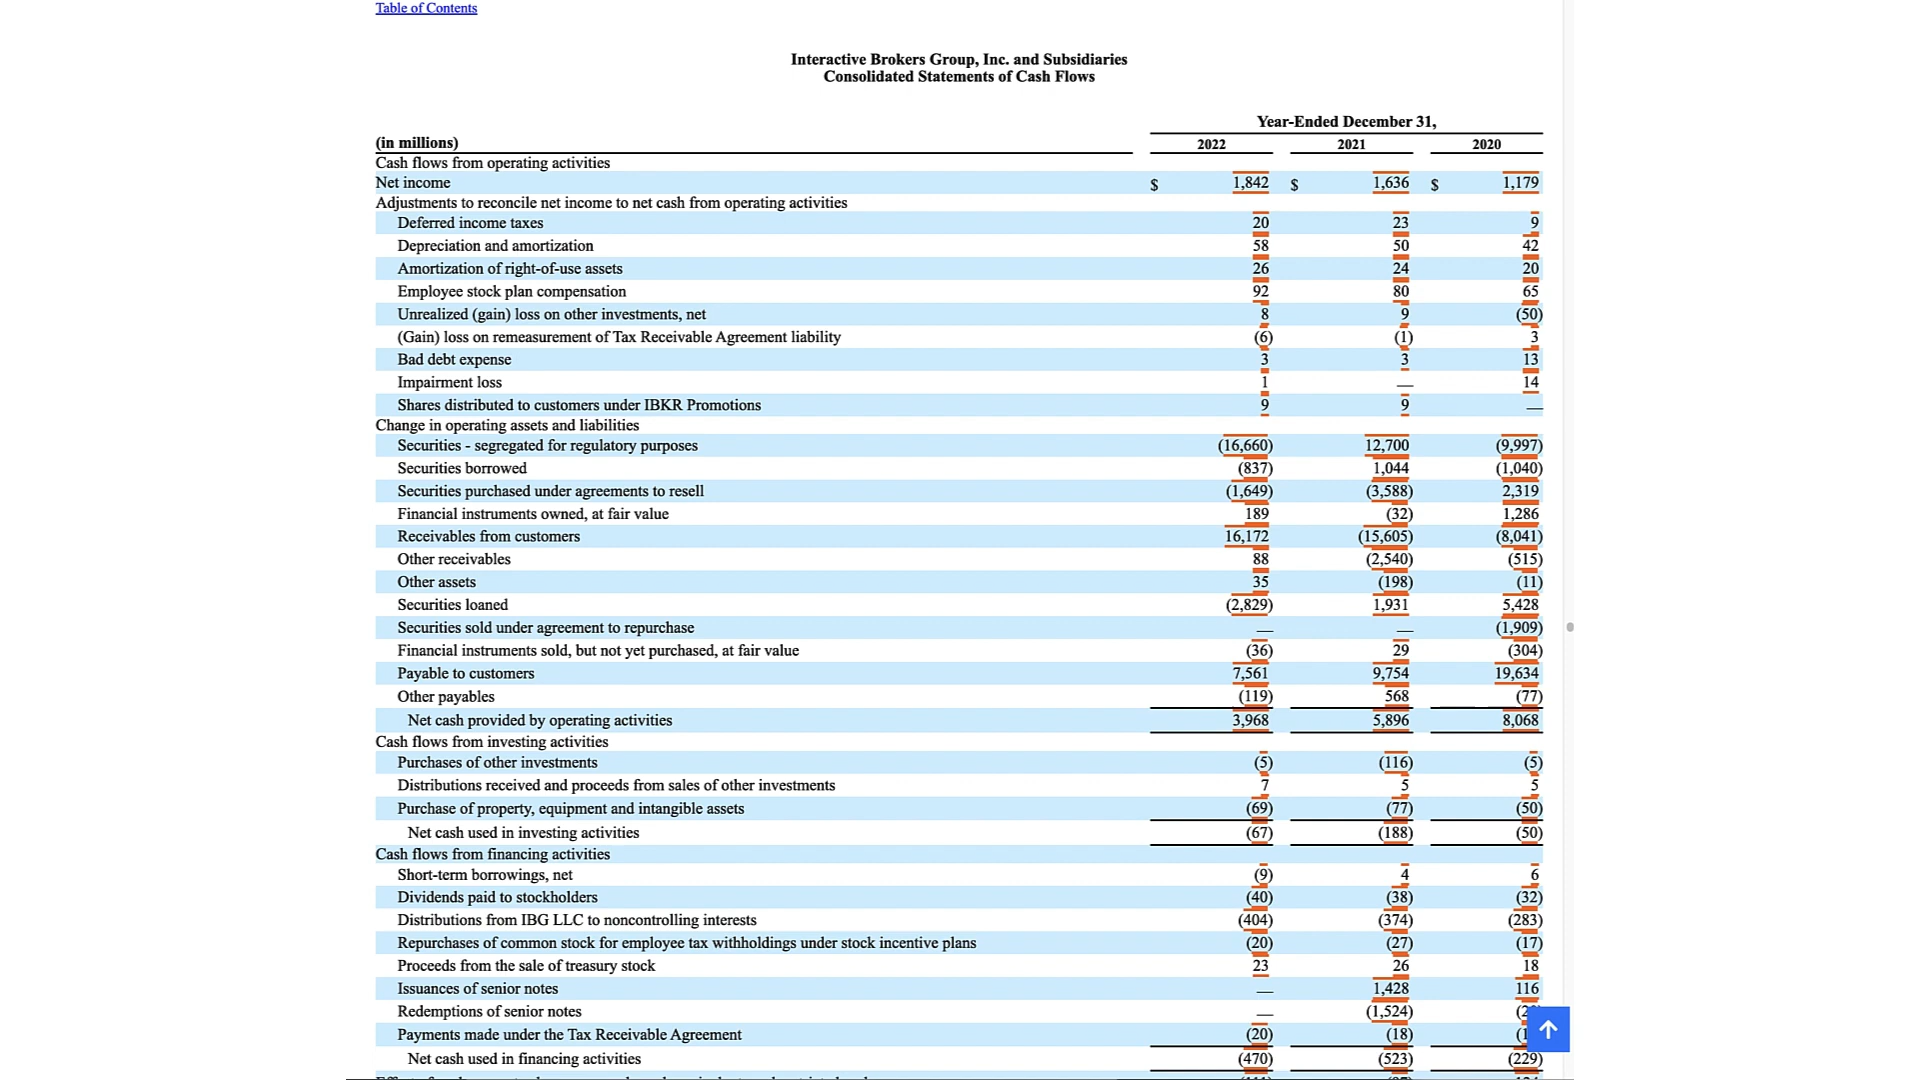 Table of Contents
Interactive Brokers Group, Inc. and Subsidiaries
Consolidated Statements of Cash Flows
Year-Ended December 31,
(in millions) 2022 2021 2020
Cash flows from operating activities
Net income $ 1,842 $ 1,636 $ 1,179
Adjustments to reconcile net income to net cash from operating activities
Deferred income taxes 20 23 9
Depreciation and amortization 58 50 42
Amortization of right-of-use assets 26 24 20
Employee stock plan compensation 92 80 65
Unrealized (gain) loss on other investments, net 8 9 (50)
(Gain) loss on remeasurement of Tax Receivable Agreement liability (6) (1) 3
Bad debt expense 3 3 13
Impairment loss 1 — 14
Shares distributed to customers under IBKR Promotions 9 9 —
Change in operating assets and liabilities
Securities - segregated for regulatory purposes (16,660) 12,700 (9,997)
Securities borrowed (837) 1,044 (1,040)
Securities purchased under agreements to resell (1,649) (3,588) 2,319
Financial instruments owned, at fair value 189 (32) 1,286
Receivables from customers 16,172 (15,605) (8,041)
Other receivables 88 (2,540) (515)
Other assets 35 (198) (11)
Securities loaned (2,829) 1,931 5,428
Securities sold under agreement to repurchase — — (1,909)
Financial instruments sold, but not yet purchased, at fair value (36) 29 (304)
Payable to customers 7,561 9,754 19,634
Other payables (119) 568 (77)
Net cash provided by operating activities 3,968 5,896 8,068
Cash flows from investing activities
Purchases of other investments (5) (116) (5)
Distributions received and proceeds from sales of other investments 7 5 5
Purchase of property, equipment and intangible assets (69) (77) (50)
Net cash used in investing activities (67) (188) (50)
Cash flows from financing activities
Short-term borrowings, net (9) 4 6
Dividends paid to stockholders (40) (38) (32)
Distributions from IBG LLC to noncontrolling interests (404) (374) (283)
Repurchases of common stock for employee tax withholdings under stock incentive plans (20) (27) (17)
Proceeds from the sale of treasury stock 23 26 18
Issuances of senior notes — 1,428 116
Redemptions of senior notes — (1,524)
Payments made under the Tax Receivable Agreement (20) (18)
Net cash used in financing activities (470) (523) (229)